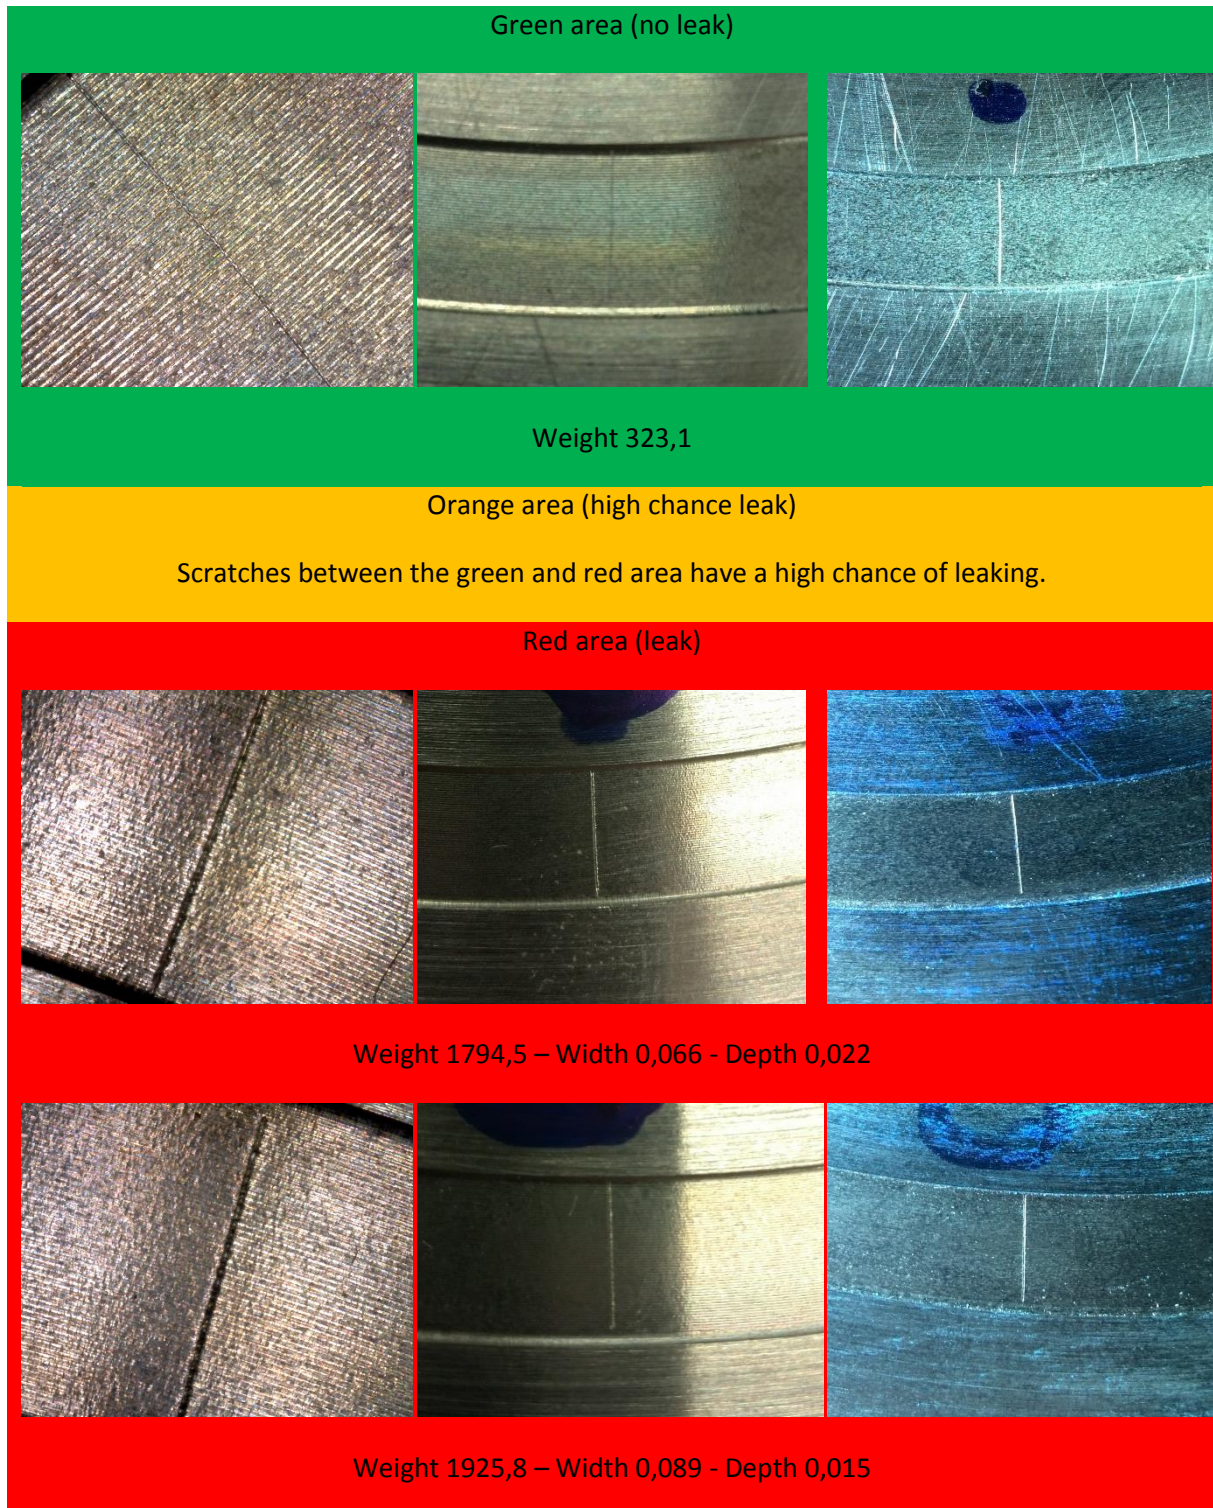 Green area (no leak)
Weight 323,1
Orange area (high chance leak)
Scratches between the green and red area have a high chance of leaking.
Red area (leak)
Weight 1794,5 – Width 0,066 - Depth 0,022
Weight 1925,8 – Width 0,089 - Depth 0,015